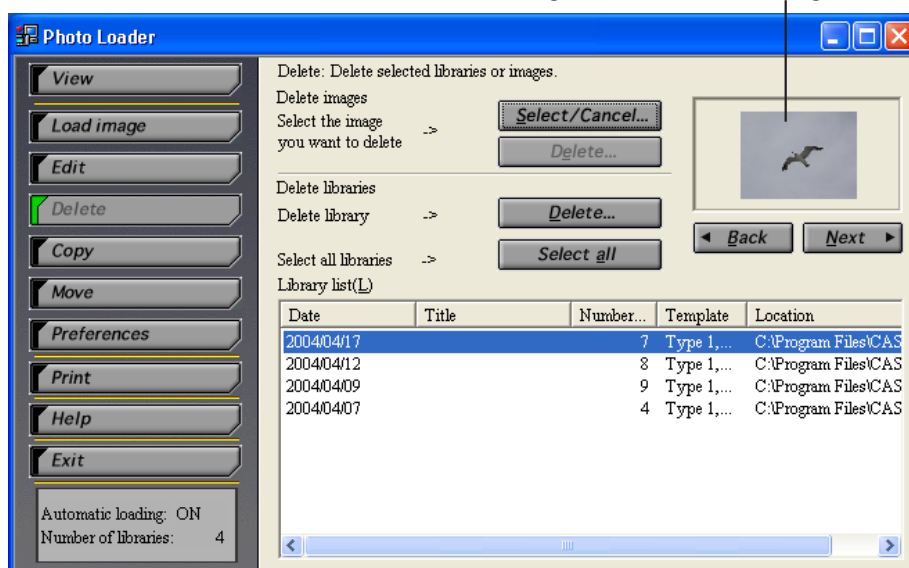 Photo Loader
View
Load image
Edit
Delete
Copy
Move
Preferences
Print
Help
Exit
Automatic loading: ON
Number of libraries: 4
Delete: Delete selected libraries or images.
Delete images
Select the image
you want to delete
->
Select/Cancel...
Delete...
Delete libraries
Delete library -> Delete...
Select all libraries -> Select all
◄ Back Next ►
Library list(L)
Date Title Number... Template Location
2004/04/17 7 Type 1,... C:\Program Files\CAS
2004/04/12 8 Type 1,... C:\Program Files\CAS
2004/04/09 9 Type 1,... C:\Program Files\CAS
2004/04/07 4 Type 1,... C:\Program Files\CAS